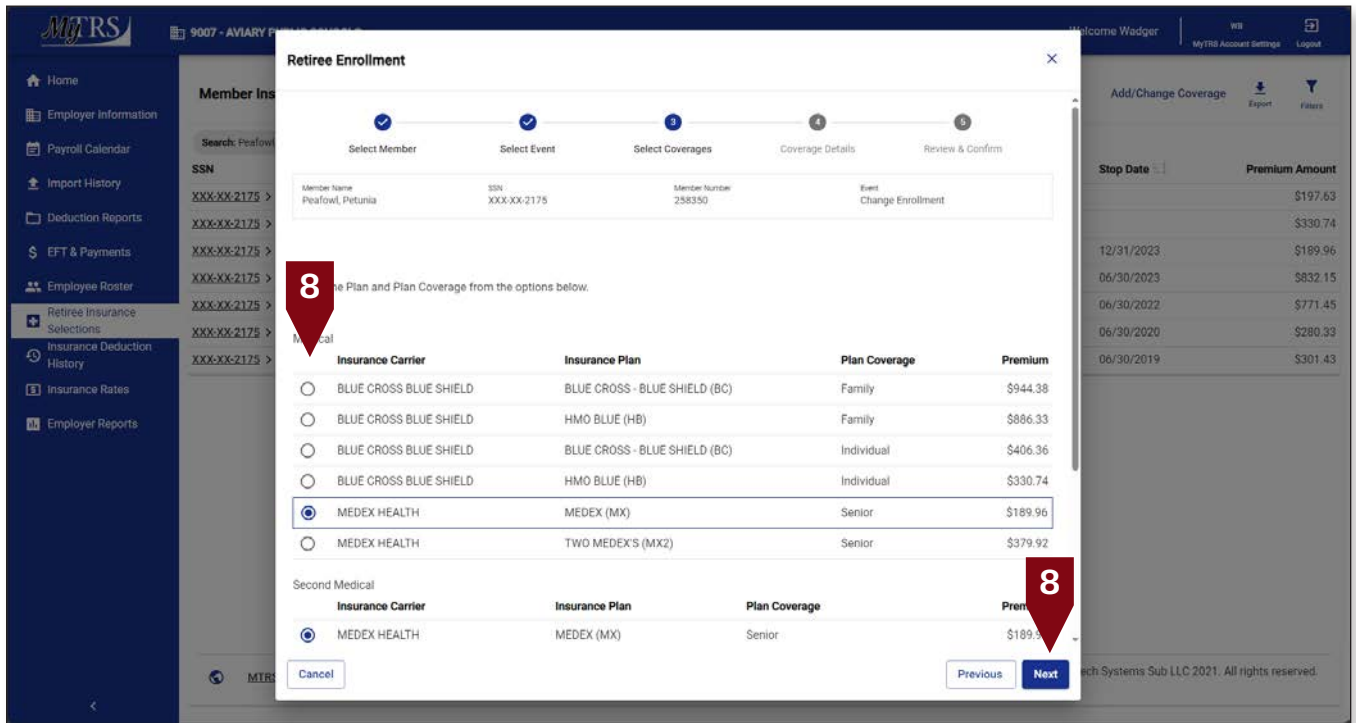 MyTRS
9007 - AVIARY P
Welcome Wadger
WB
MyTRS Account Settings
Logout
Home
Employer Information
Payroll Calendar
Import History
Deduction Reports
$ EFT & Payments
Employee Roster
Retiree Insurance
Selections
Insurance Deduction
History
Insurance Rates
Employer Reports
Member Ins
Add/Change Coverage
Export
Filters
Search: Peafowl
SSN
Stop Date
Premium Amount
XXX-XX-2175 > $197.63
XXX-XX-2175 > $330.74
XXX-XX-2175 > 12/31/2023 $189.96
XXX-XX-2175 > 06/30/2023 $832.15
XXX-XX-2175 > 06/30/2022 $771.45
XXX-XX-2175 > 06/30/2020 $280.33
XXX-XX-2175 > 06/30/2019 $301.43
Retiree Enrollment
3 4 5
Select Member Select Event Select Coverages Coverage Details Review & Confirm
Member Name SSN Member Number Event
Peafowl, Petunia XXX-XX-2175 258350 Change Enrollment
8
he Plan and Plan Coverage from the options below.
Insurance Carrier Insurance Plan Plan Coverage Premium
BLUE CROSS BLUE SHIELD BLUE CROSS - BLUE SHIELD (BC) Family $944.38
BLUE CROSS BLUE SHIELD HMO BLUE (HB) Family $886.33
BLUE CROSS BLUE SHIELD BLUE CROSS - BLUE SHIELD (BC) Individual $406.36
BLUE CROSS BLUE SHIELD HMO BLUE (HB) Individual $330.74
MEDEX HEALTH MEDEX (MX) Senior $189.96
MEDEX HEALTH TWO MEDEX'S (MX2) Senior $379.92
Second Medical
8
Insurance Carrier Insurance Plan Plan Coverage Prem
MEDEX HEALTH MEDEX (MX) Senior $189.9
Cancel Previous Next
MTRS
ech Systems Sub LLC 2021. All rights reserved.